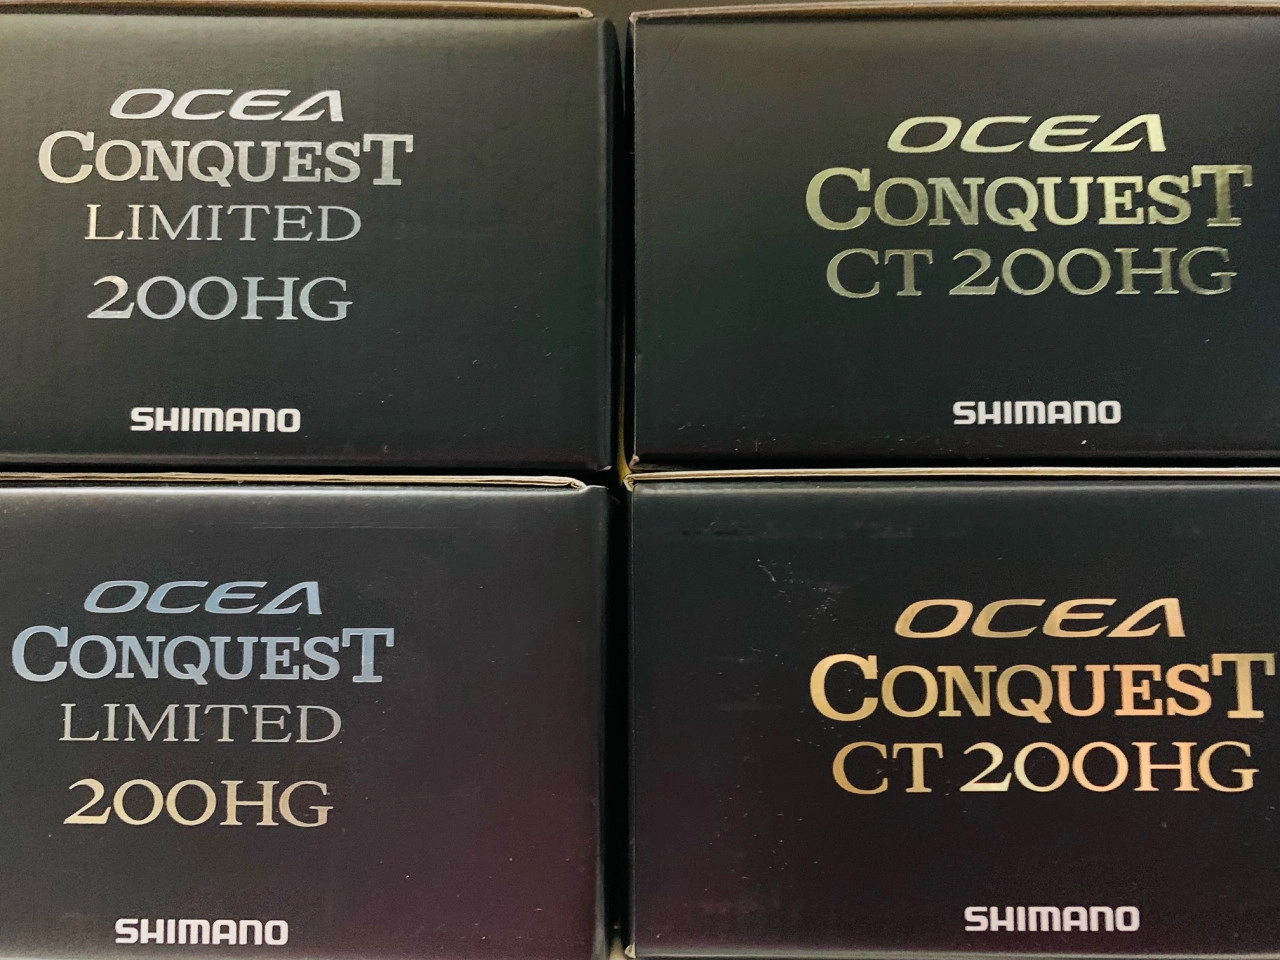 OCEA
CONQUEST
LIMITED
200HG
SHIMANO
OCEA
CONQUEST
CT 200HG
SHIMANO
OCEA
CONQUEST
LIMITED
200HG
SHIMANO
OCEA
CONQUEST
CT 200HG
SHIMANO